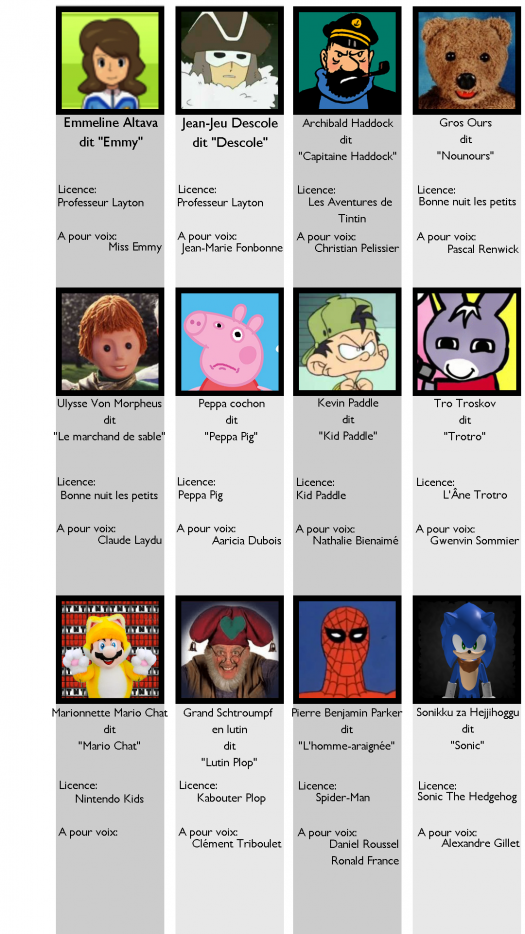 Emmeline Altava
dit "Emmy"
Licence:
Professeur Layton
A pour voix:
Miss Emmy
Jean-Jeu Descole
dit "Descole"
Licence:
Professeur Layton
A pour voix:
Jean-Marie Fonbonne
Archibald Haddock
dit
"Capitaine Haddock"
Licence:
Les Aventures de
Tintin
A pour voix:
Christian Pelissier
Gros Ours
dit
"Nounours"
Licence:
Bonne nuit les petits
A pour voix:
Pascal Renwick
Ulysse Von Morpheus
dit
"Le marchand de sable"
Licence:
Bonne nuit les petits
A pour voix:
Claude Laydu
Peppa cochon
dit
"Peppa Pig"
Licence:
Peppa Pig
A pour voix:
Aaricia Dubois
Kevin Paddle
dit
"Kid Paddle"
Licence:
Kid Paddle
A pour voix:
Nathalie Bienaimé
Tro Troskov
dit
"Trotro"
Licence:
L'Âne Trotro
A pour voix:
Gwenvin Sommier
Marionnette Mario Chat
dit
"Mario Chat"
Licence:
Nintendo Kids
A pour voix:
Grand Schtroumpf
en lutin
dit
"Lutin Plop"
Licence:
Kabouter Plop
A pour voix:
Clément Triboulet
Pierre Benjamin Parker
dit
"L'homme-araignée"
Licence:
Spider-Man
A pour voix:
Daniel Roussel
Ronald France
Sonikku za Hejjihoggu
dit
"Sonic"
Licence:
Sonic The Hedgehog
A pour voix:
Alexandre Gillet